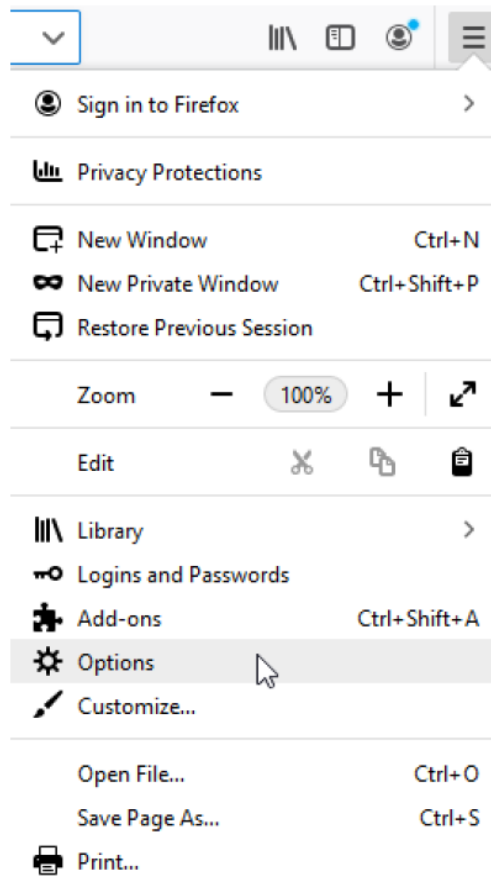 Sign in to Firefox
Privacy Protections
New Window Ctrl+N
New Private Window Ctrl+Shift+P
Restore Previous Session
Zoom 100%
Edit
Library
Logins and Passwords
Add-ons Ctrl+Shift+A
Options
Customize...
Open File... Ctrl+O
Save Page As... Ctrl+S
Print...